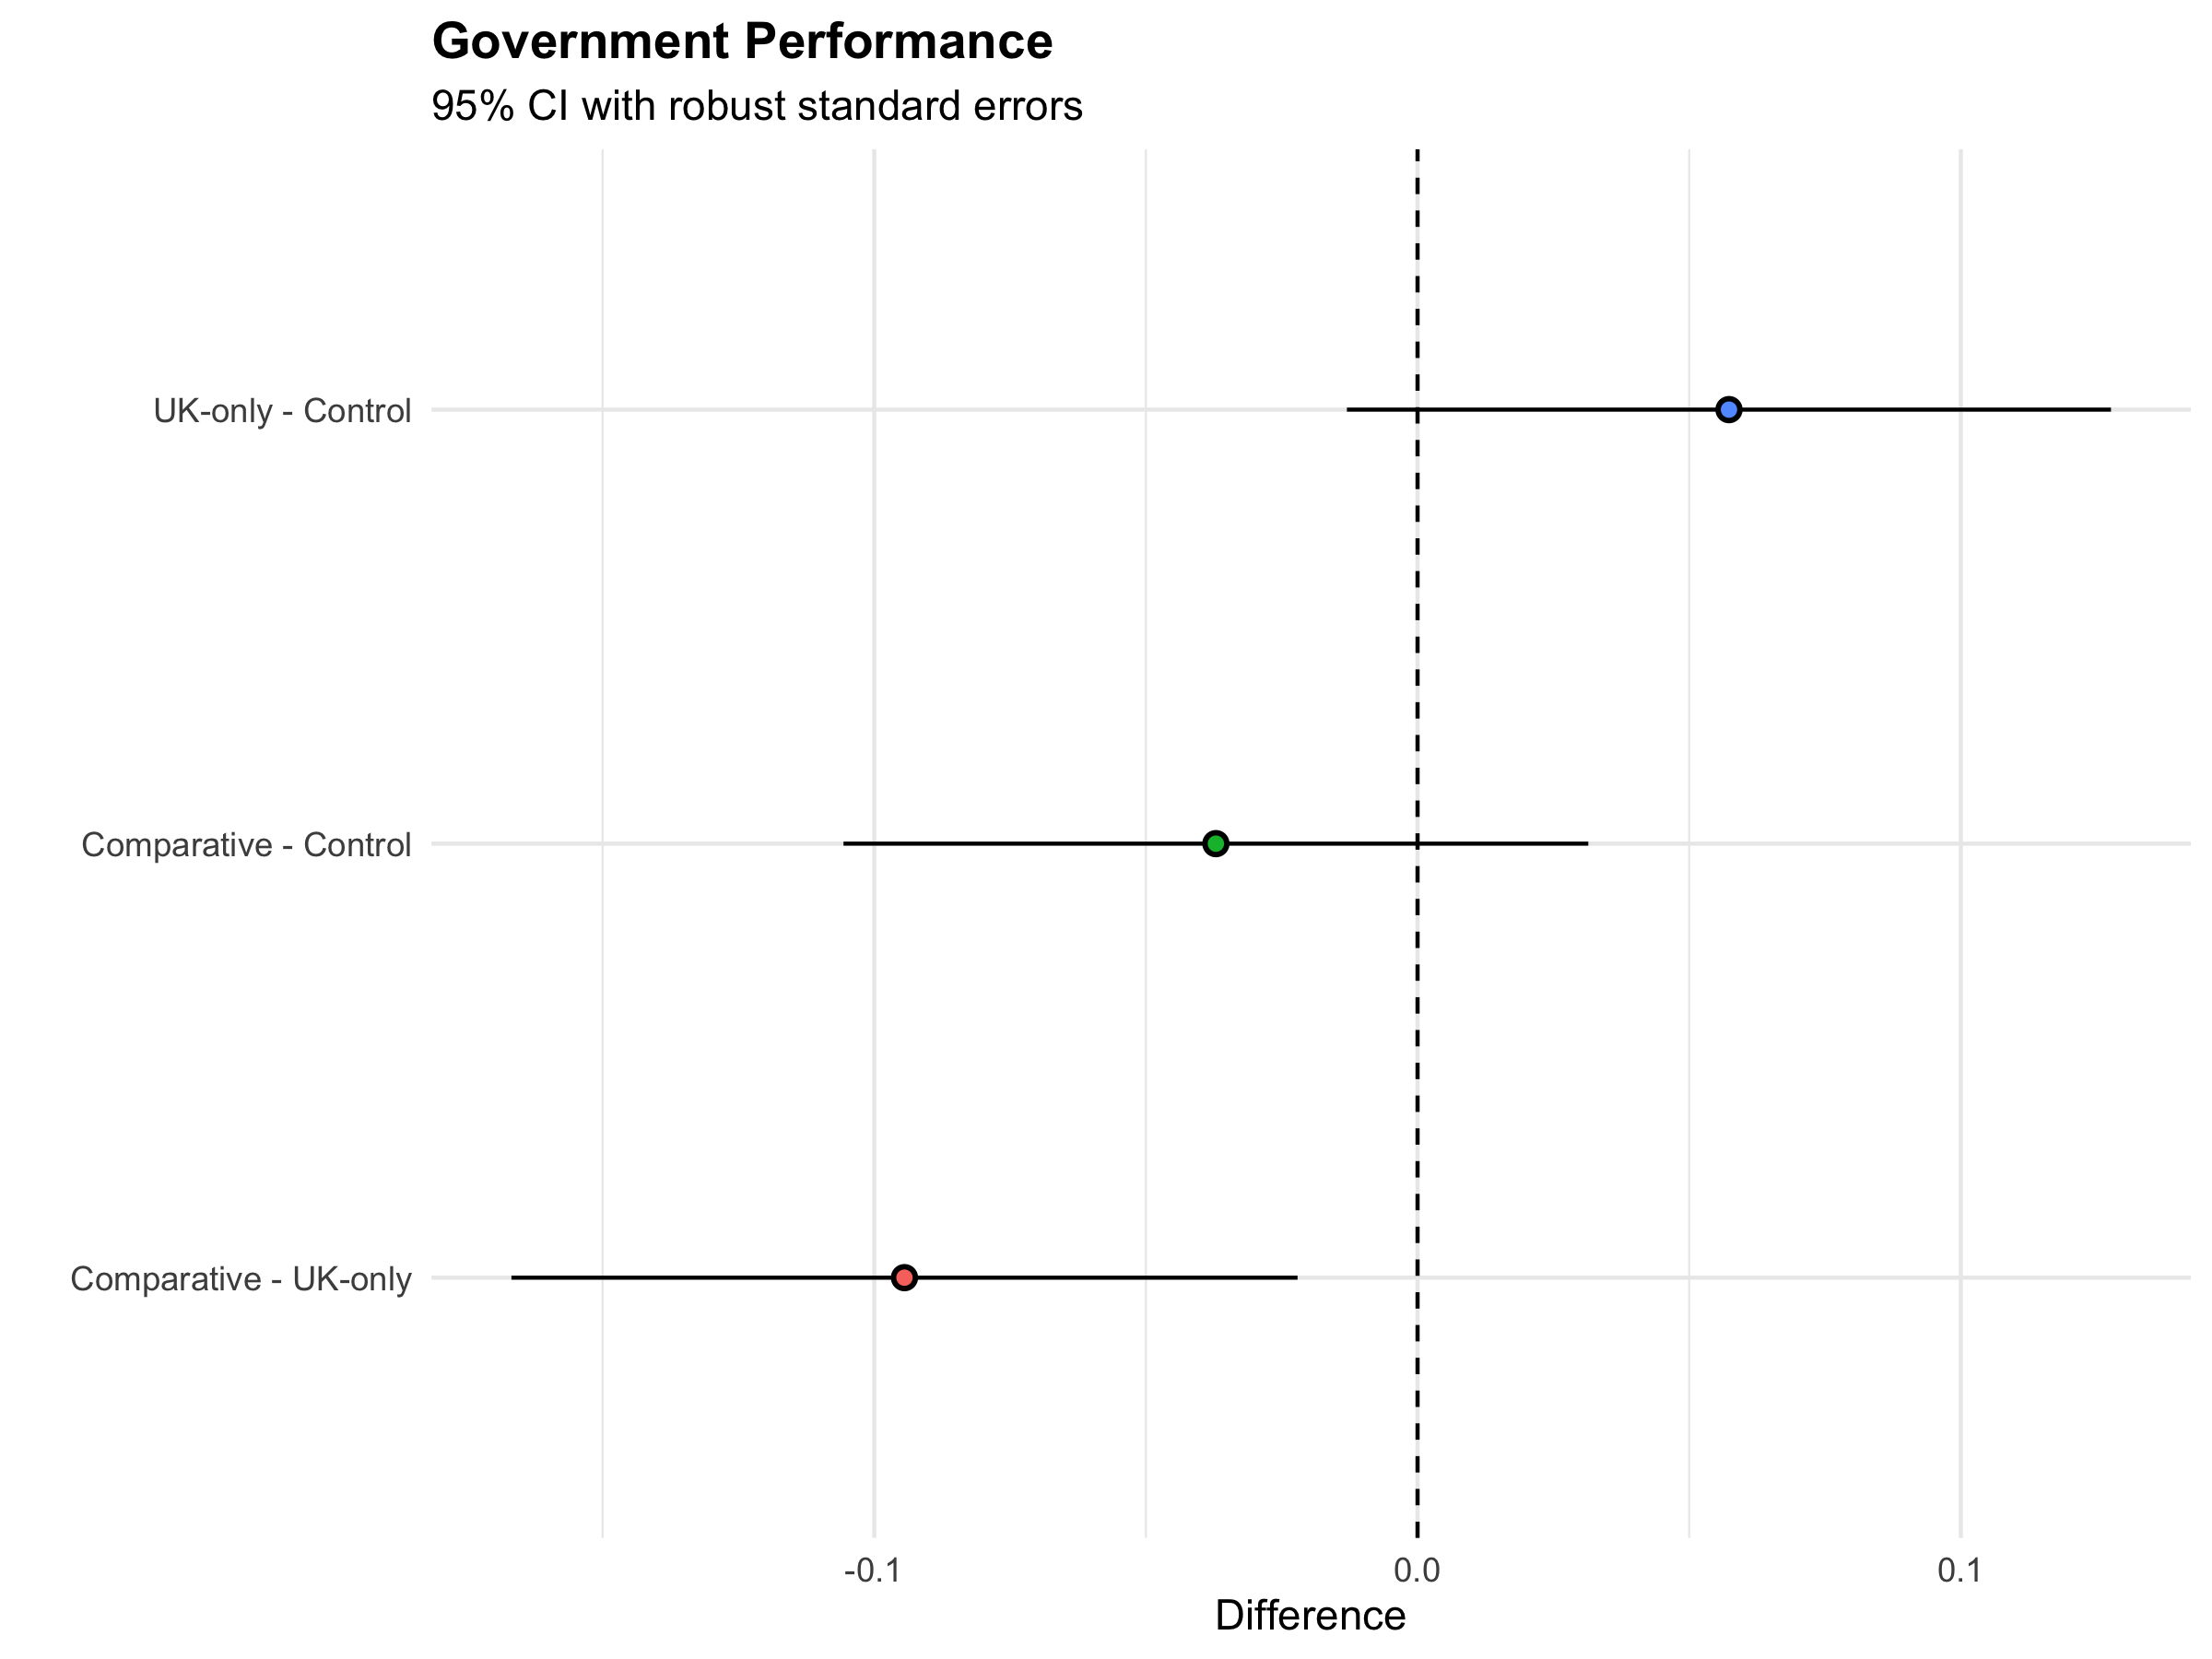 Government Performance
95% CI with robust standard errors
UK-only - Control
Comparative - Control
Comparative - UK-only
-0.1 0.0 0.1
Difference